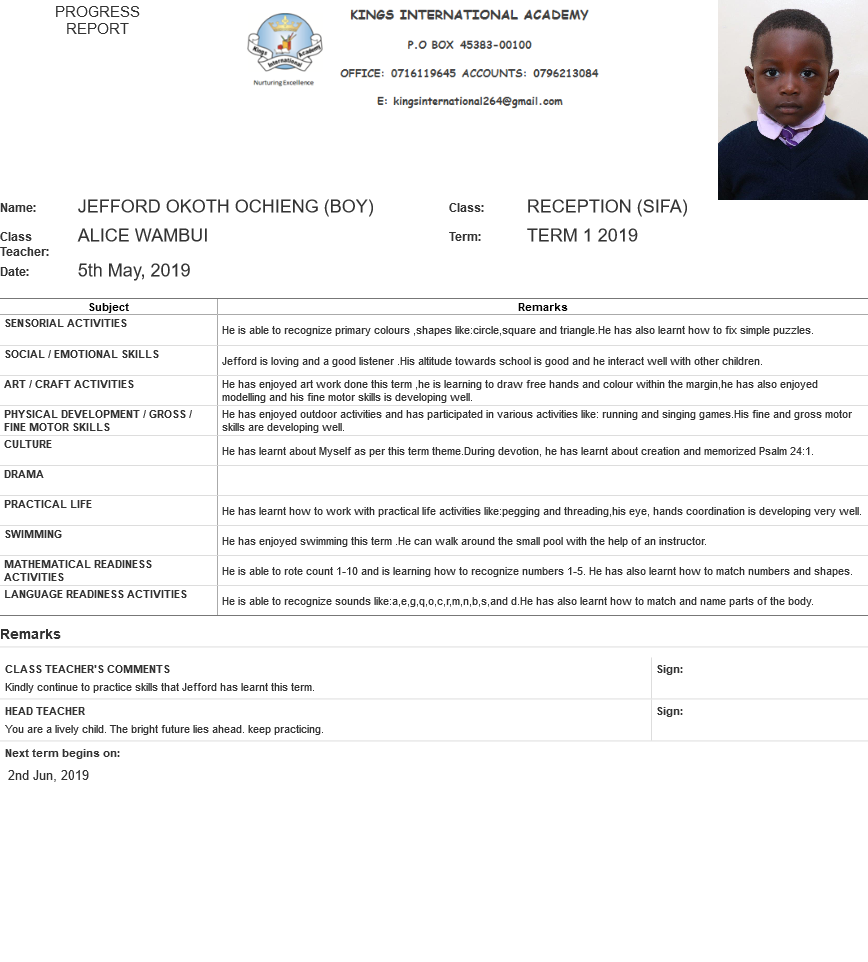 PROGRESS
REPORT
Kings Academy
International
Nurturing Excellence
KINGS INTERNATIONAL ACADEMY
P.O BOX 45383-00100
OFFICE: 0716119645 ACCOUNTS: 0796213084
E: kingsinternational264@gmail.com
Name: JEFFORD OKOTH OCHIENG (BOY) Class: RECEPTION (SIFA)
Class Teacher: ALICE WAMBUI Term: TERM 1 2019
Date: 5th May, 2019
Subject Remarks
SENSORIAL ACTIVITIES He is able to recognize primary colours ,shapes like:circle,square and triangle.He has also learnt how to fix simple puzzles.
SOCIAL / EMOTIONAL SKILLS Jefford is loving and a good listener .His altitude towards school is good and he interact well with other children.
ART / CRAFT ACTIVITIES He has enjoyed art work done this term ,he is learning to draw free hands and colour within the margin,he has also enjoyed
modelling and his fine motor skills is developing well.
PHYSICAL DEVELOPMENT / GROSS /
FINE MOTOR SKILLS
He has enjoyed outdoor activities and has participated in various activities like: running and singing games.His fine and gross motor
skills are developing well.
CULTURE He has learnt about Myself as per this term theme.During devotion, he has learnt about creation and memorized Psalm 24:1.
DRAMA
PRACTICAL LIFE He has learnt how to work with practical life activities like:pegging and threading,his eye, hands coordination is developing very well.
SWIMMING He has enjoyed swimming this term .He can walk around the small pool with the help of an instructor.
MATHEMATICAL READINESS
ACTIVITIES
He is able to rote count 1-10 and is learning how to recognize numbers 1-5. He has also learnt how to match numbers and shapes.
LANGUAGE READINESS ACTIVITIES He is able to recognize sounds like:a,e,g,q,o,c,r,m,n,b,s,and d.He has also learnt how to match and name parts of the body.
Remarks
CLASS TEACHER'S COMMENTS Sign:
Kindly continue to practice skills that Jefford has learnt this term.
HEAD TEACHER Sign:
You are a lively child. The bright future lies ahead. keep practicing.
Next term begins on:
2nd Jun, 2019